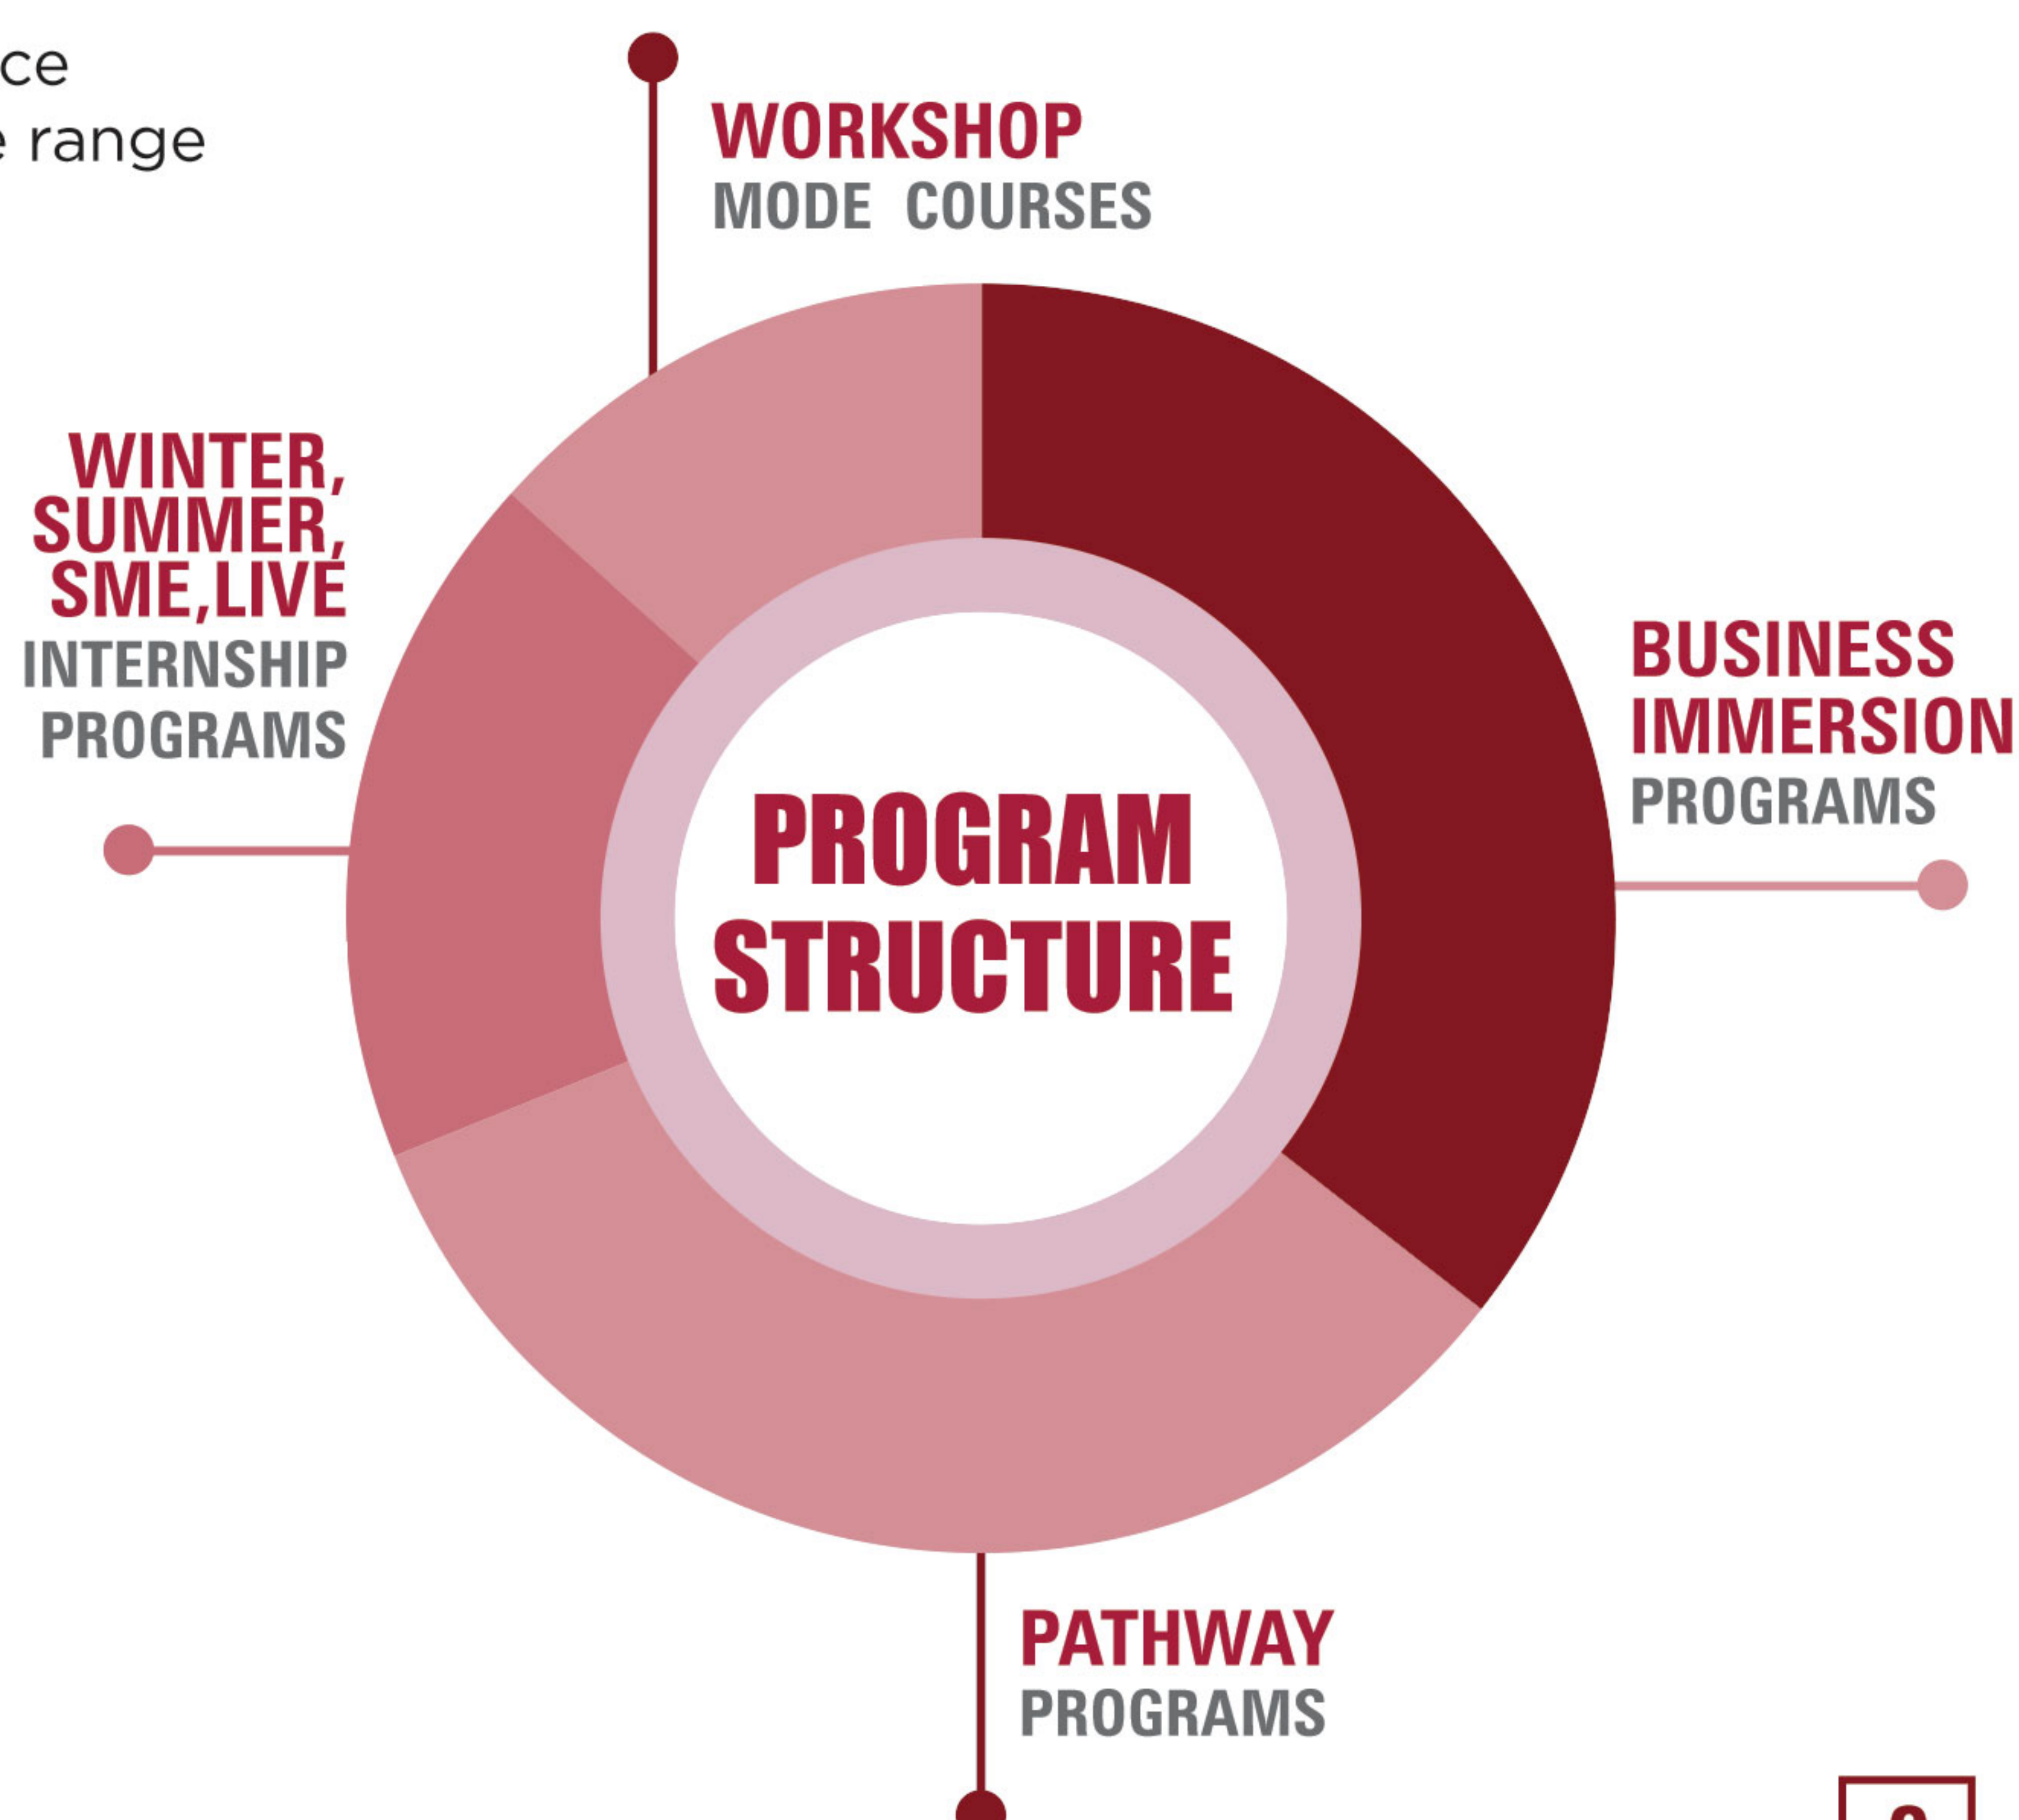 ce
e range
WORKSHOP
MODE COURSES
WINTER,
SUMMER,
SME,LIVE
INTERNSHIP
PROGRAMS
BUSINESS
IMMERSION
PROGRAMS
PROGRAM
STRUCTURE
PATHWAY
PROGRAMS